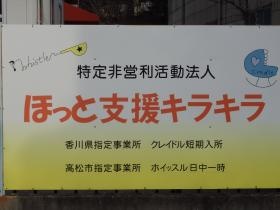 whistler
特定非営利活動法人
ほっと支援キラキラ
香川県指定事業所 クレイドル短期入所
高松市指定事業所 ホイッスル日中一時